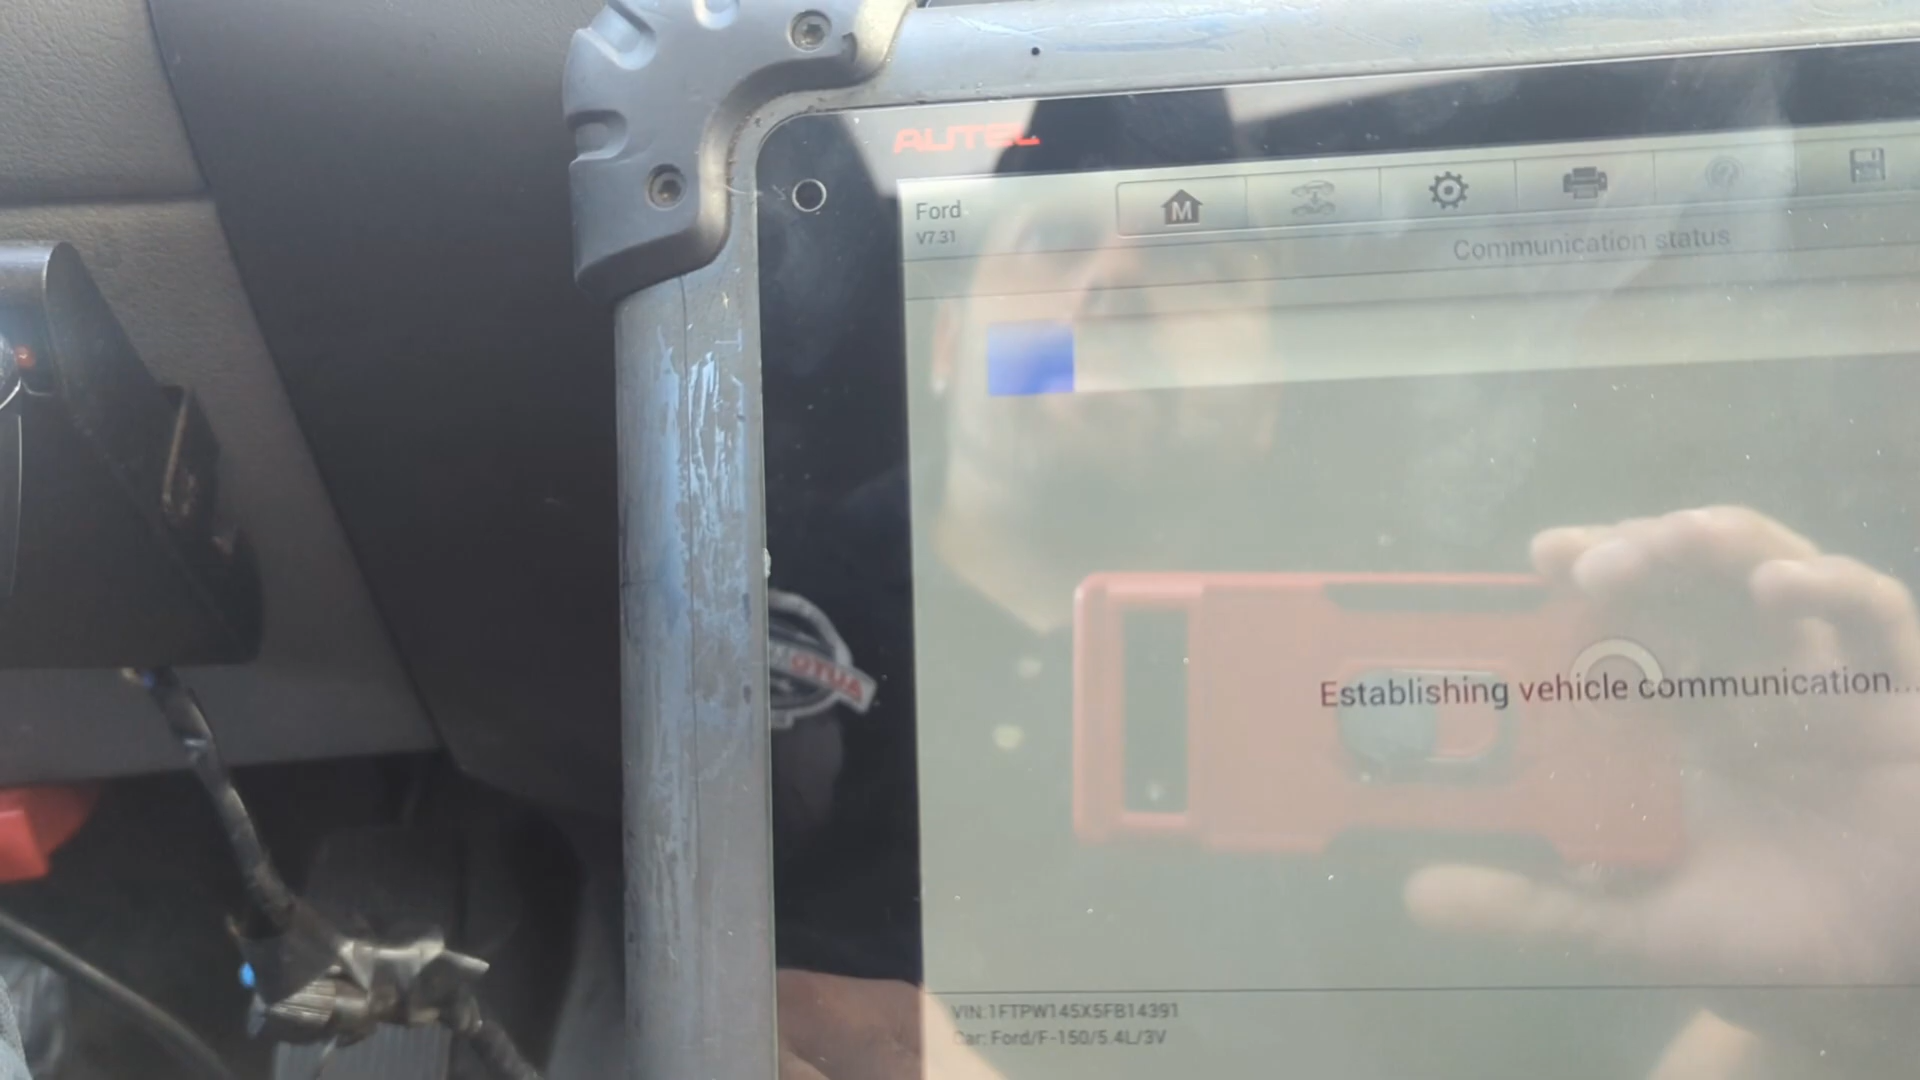 AUTEL
Ford
V7.31
M
Communication status
Establishing vehicle communication...
VIN:1FTPW145X5FB14391
Car: Ford/F-150/5.4L/3V